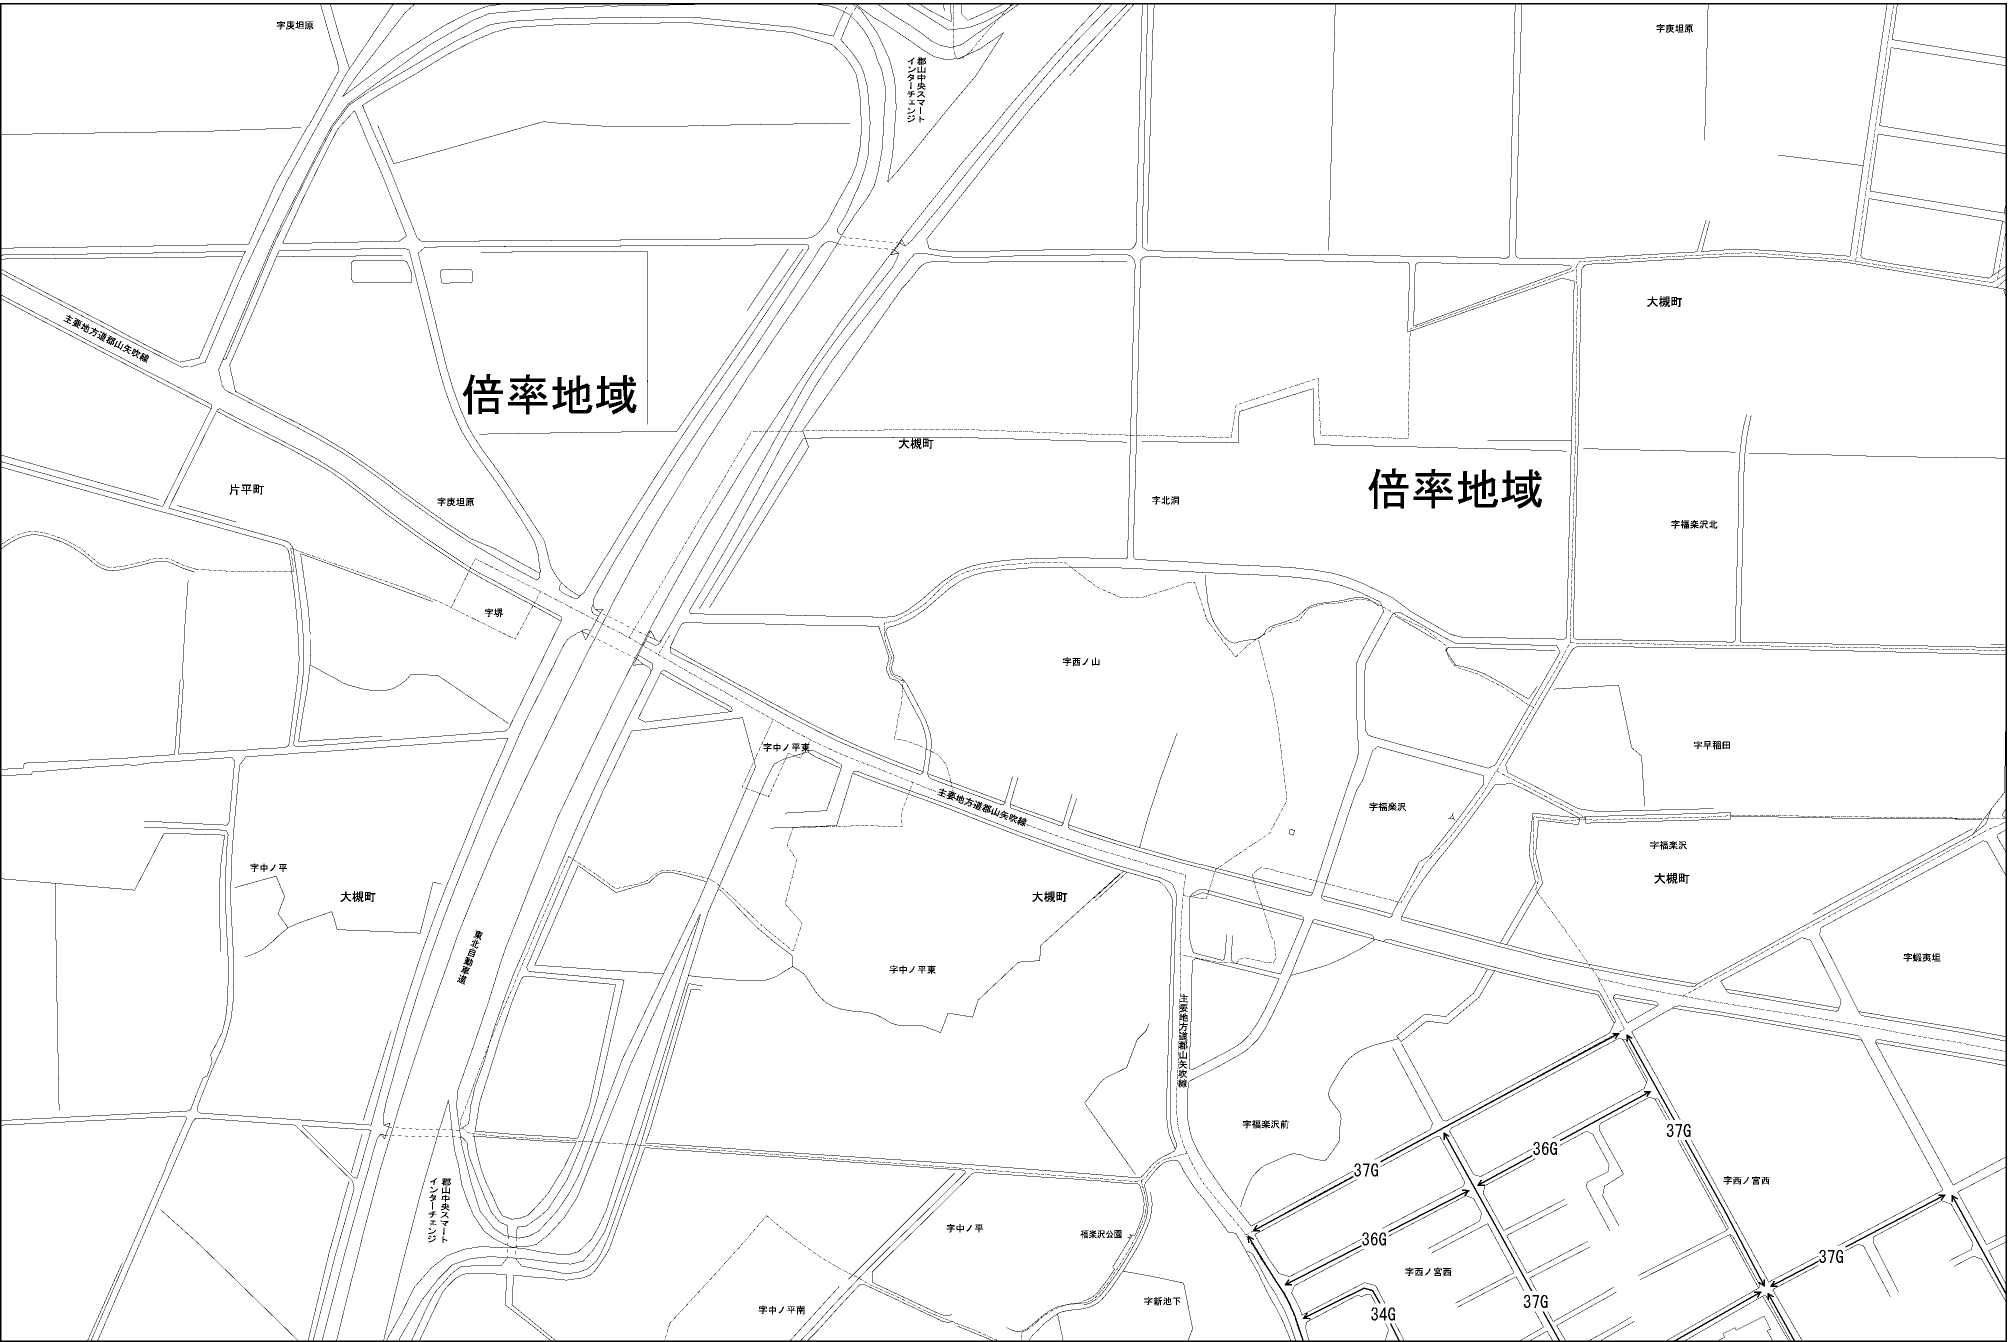 字庚坦原
字庚坦原
郡山中央スマート
インターチェンジ
大槻町
主要地方道郡山矢吹線
倍率地域
大槻町
倍率地域
片平町
字庚坦原
字北洞
字福楽沢北
字堺
字西ノ山
字中ノ平東
字早稲田
主要地方道郡山矢吹線
字福楽沢
字福楽沢
字中ノ平
大槻町
大槻町
大槻町
東北自動車道
字中ノ平東
字蝦夷坦
主要地方道郡山矢吹線
字福楽沢前
37G
36G
37G
37G
字西ノ宮西
郡山中央スマート
インターチェンジ
字中ノ平
福楽沢公園
36G
37G
字西ノ宮西
字中ノ平南
字新池下
34G
37G